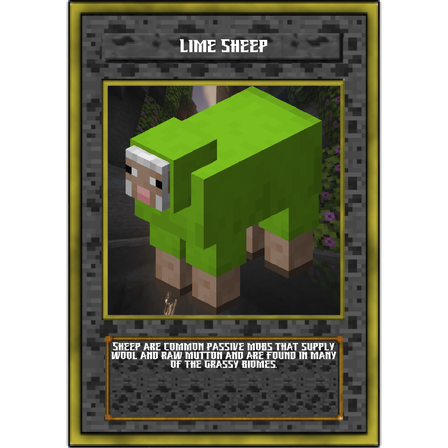 Lime Sheep
Sheep are common passive mobs that supply
wool and raw mutton and are found in many
of the grassy biomes.